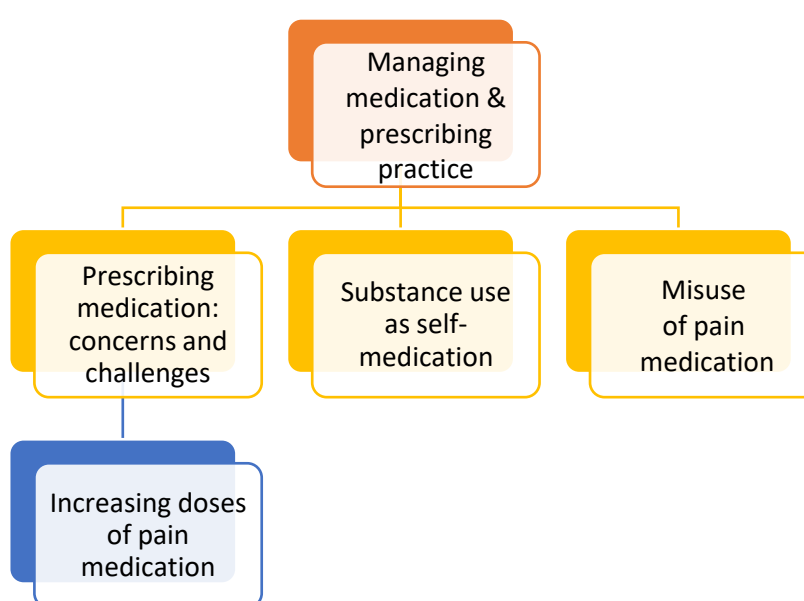 Managing
medication &
prescribing
practice
Prescribing
medication:
concerns and
challenges
Substance use
as self-
medication
Misuse
of pain
medication
Increasing doses
of pain
medication